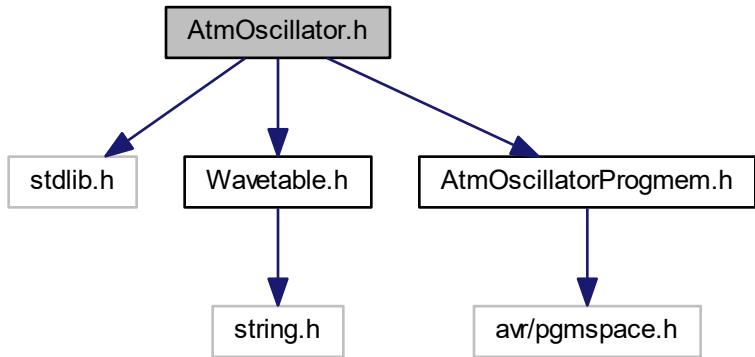 AtmOscillator.h
stdlib.h
Wavetable.h
AtmOscillatorProgmem.h
string.h
avr/pgmspace.h